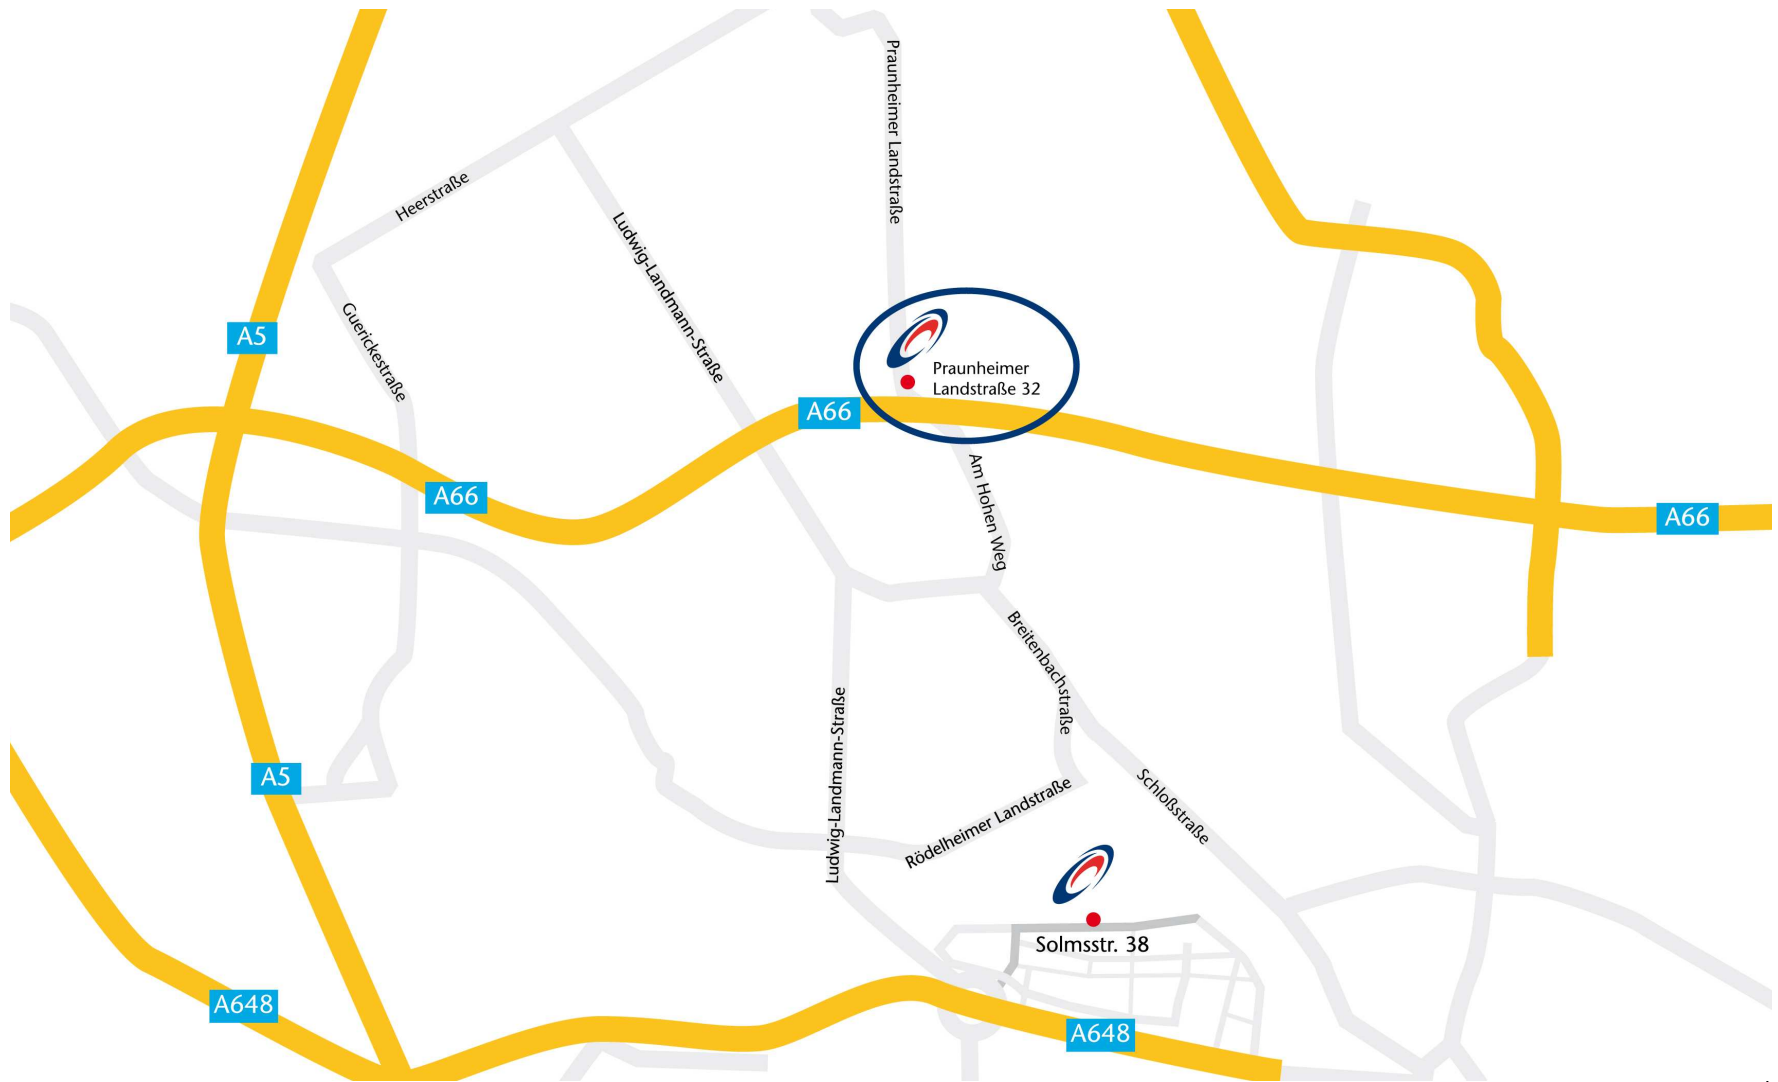 Praunheimer Landstraße
Heerstraße
Ludwig-Landmann-Straße
Guerickestraße
A5
Praunheimer
Landstraße 32
A66
A66
Am Hohen Weg
A66
Breitenbachstraße
Ludwig-Landmann-Straße
A5
Schloßstraße
Rödelheimer Landstraße
Solmsstr. 38
A648
A648